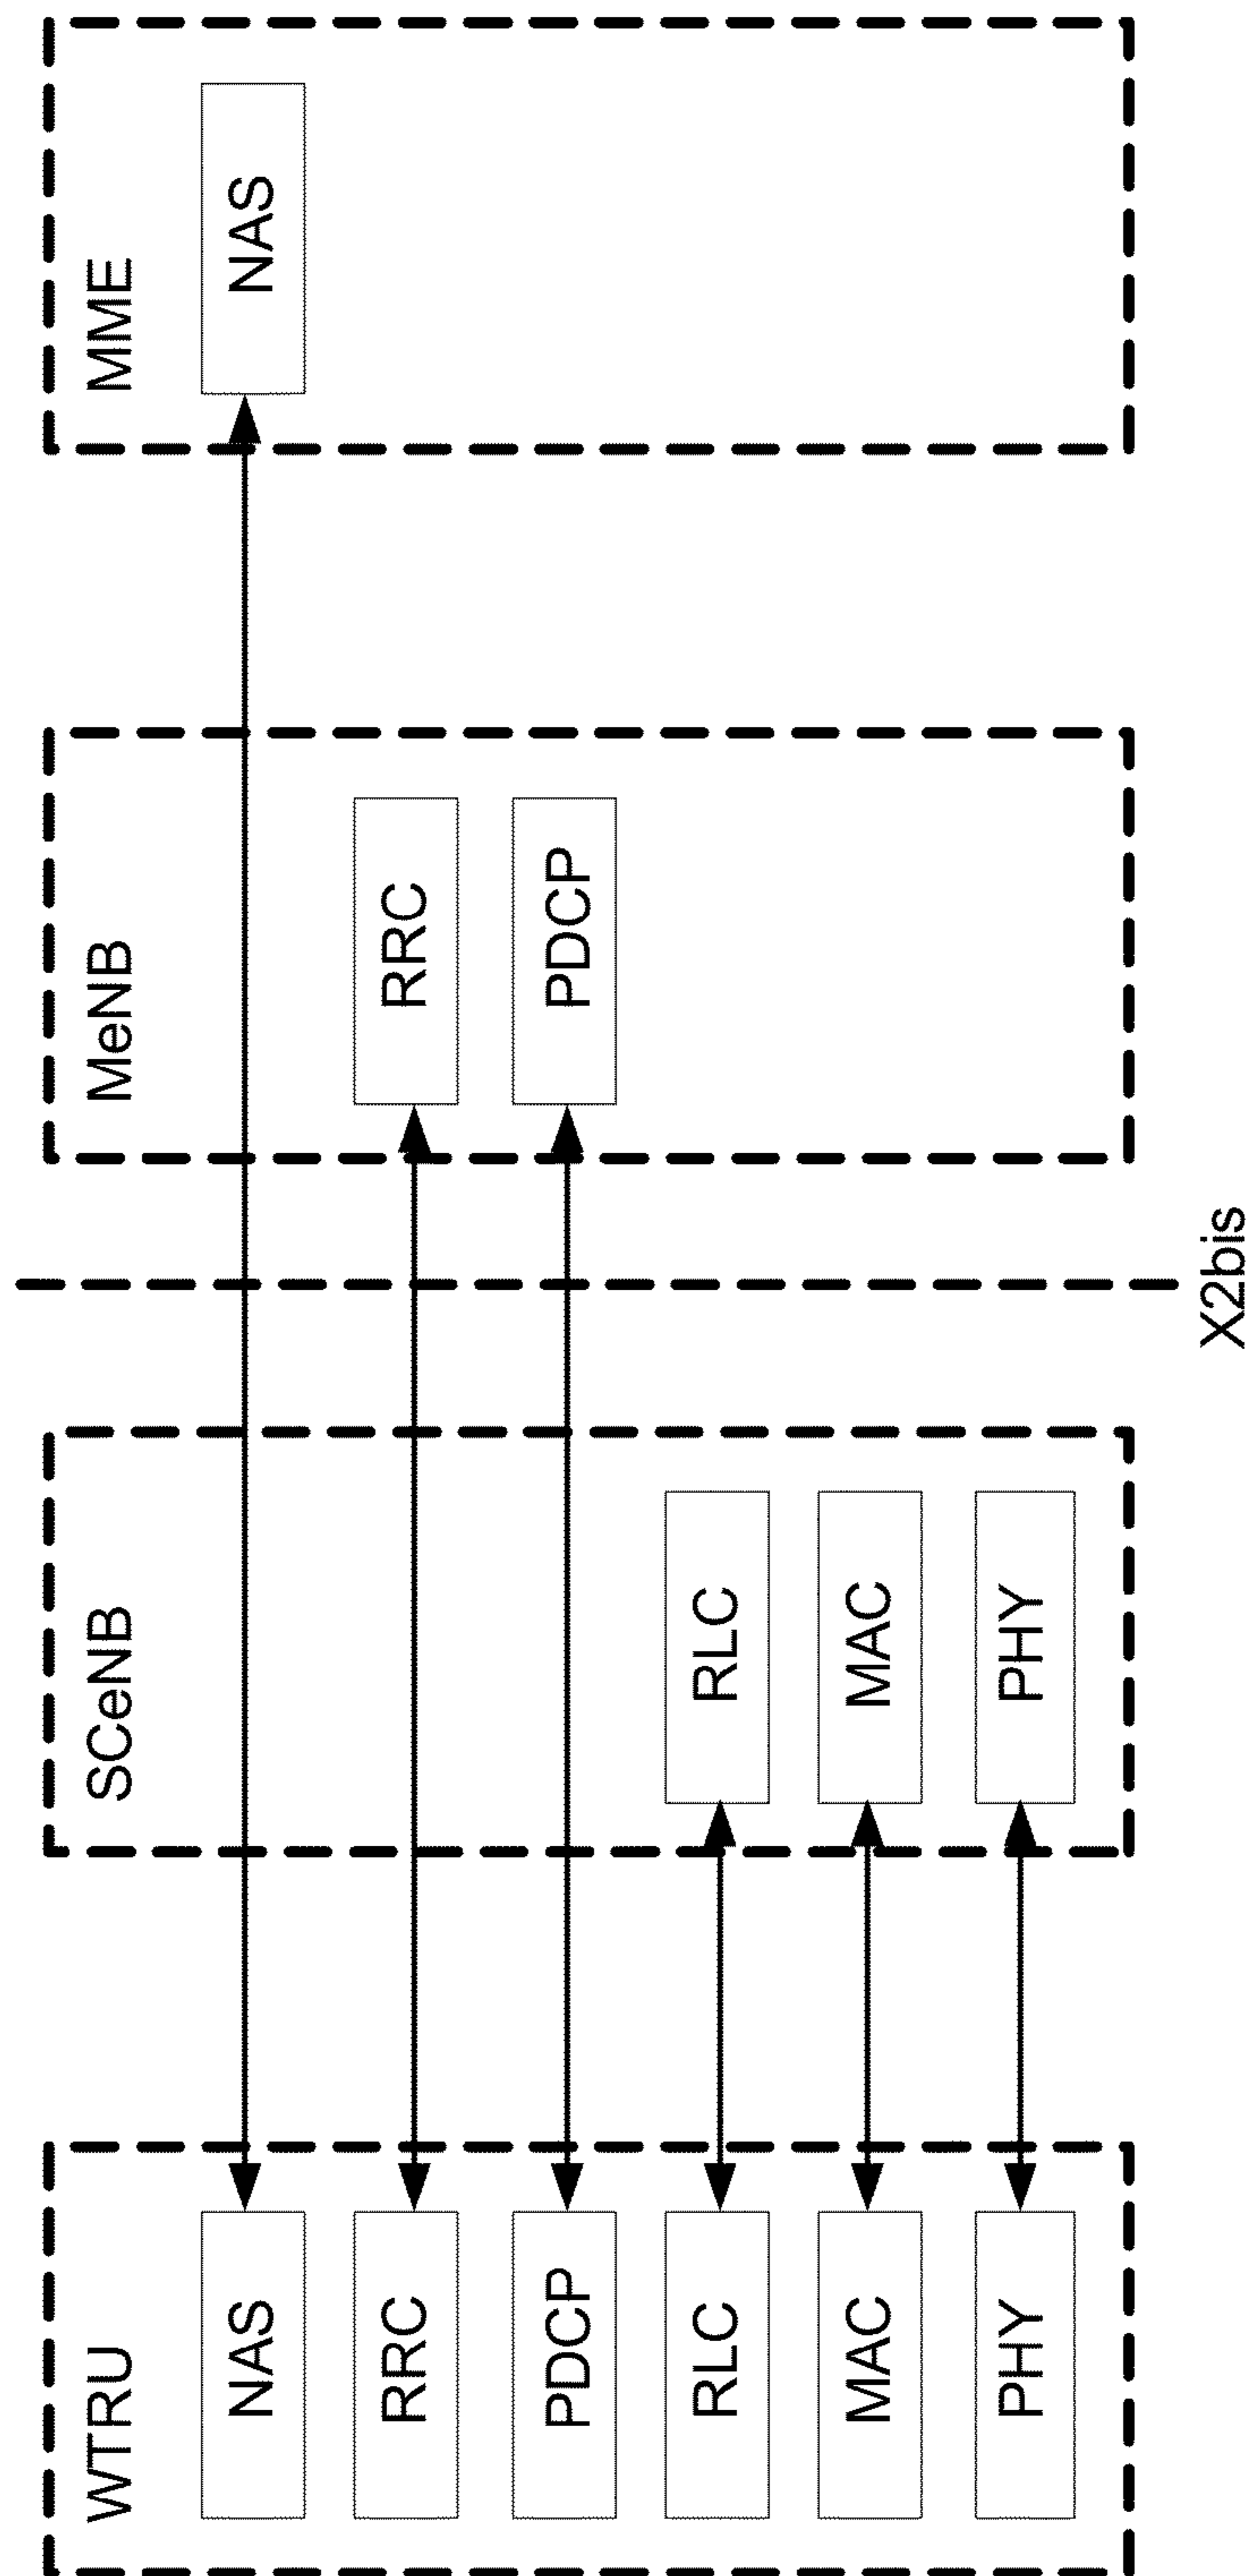 WTRU
NAS
RRC
PDCP
RLC
MAC
PHY
SCeNB
RLC
MAC
PHY
X2bis
MeNB
RRC
PDCP
MME
NAS